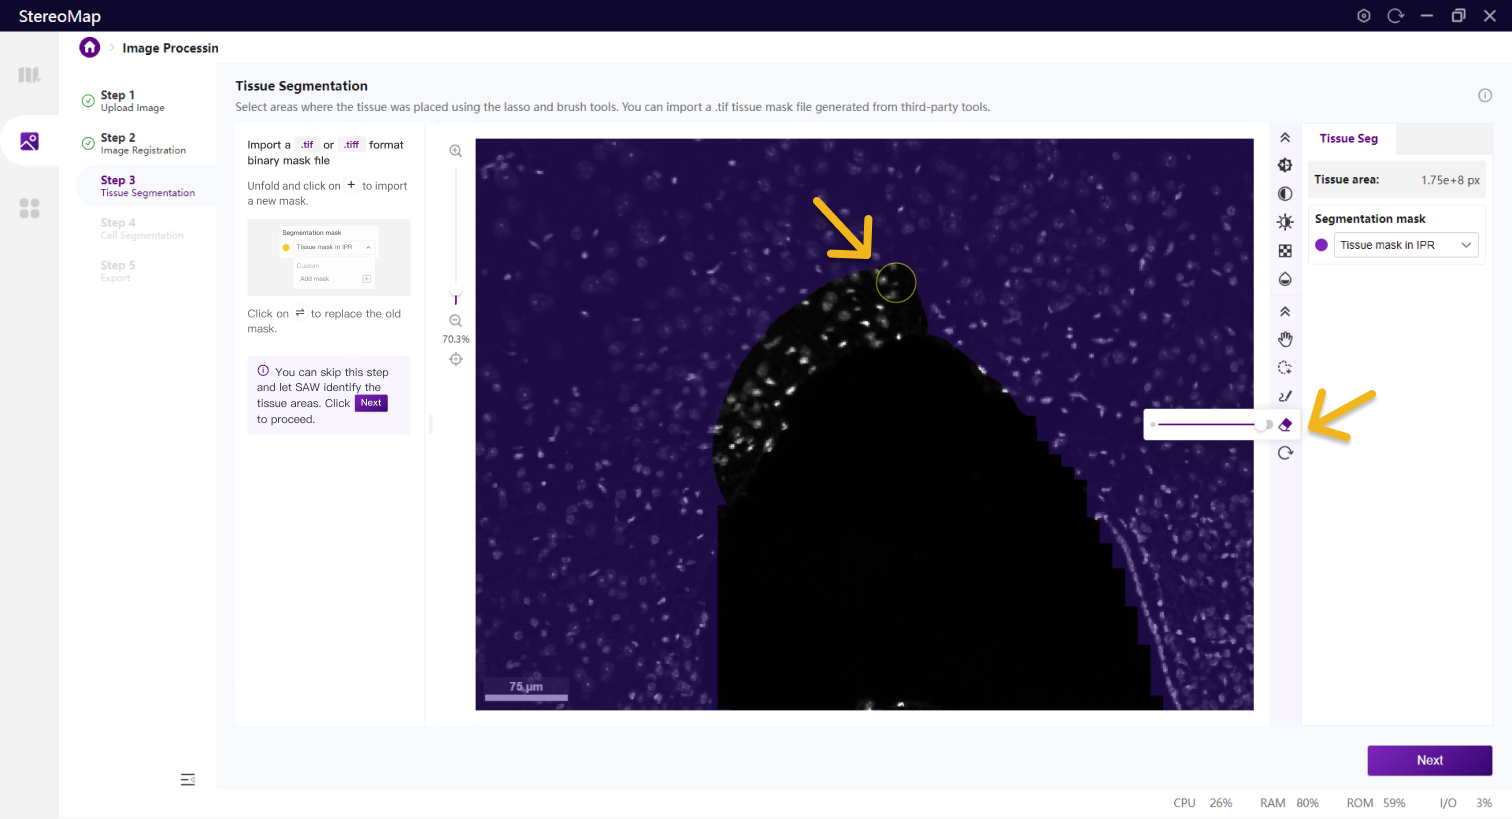 StereoMap
Image Processin
Step 1
Upload Image
Step 2
Image Registration
Step 3
Tissue Segmentation
Step 4
Cell Segmentation
Step 5
Export
Tissue Segmentation
Select areas where the tissue was placed using the lasso and brush tools. You can import a .tif tissue mask file generated from third-party tools.
Import a .tif or .tiff format
binary mask file
Unfold and click on + to import
a new mask.
Segmentation mask
Tissue mask in IPR
Custom
Add mask
Click on ⇌ to replace the old
mask.
You can skip this step
and let SAW identify the
tissue areas. Click Next
to proceed.
70.3%
75 μm
Tissue Seg
Tissue area: 1.75e+8 px
Segmentation mask
Tissue mask in IPR
Next
CPU 26% RAM 80% ROM 59% I/O 3%